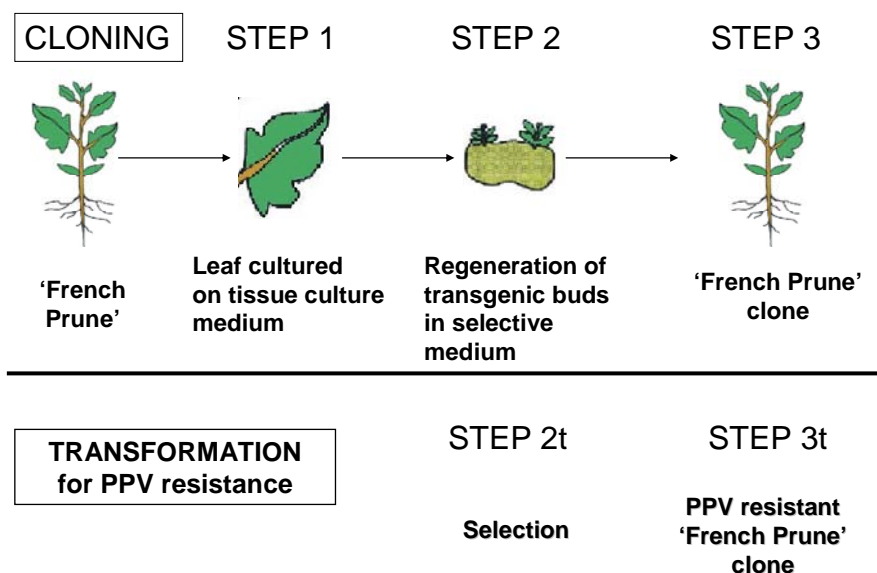 CLONING STEP 1 STEP 2 STEP 3
‘French
Prune’
Leaf cultured
on tissue culture
medium
Regeneration of
transgenic buds
in selective
medium
‘French Prune’
clone
TRANSFORMATION
for PPV resistance
STEP 2t STEP 3t
Selection
PPV resistant
‘French Prune’
clone